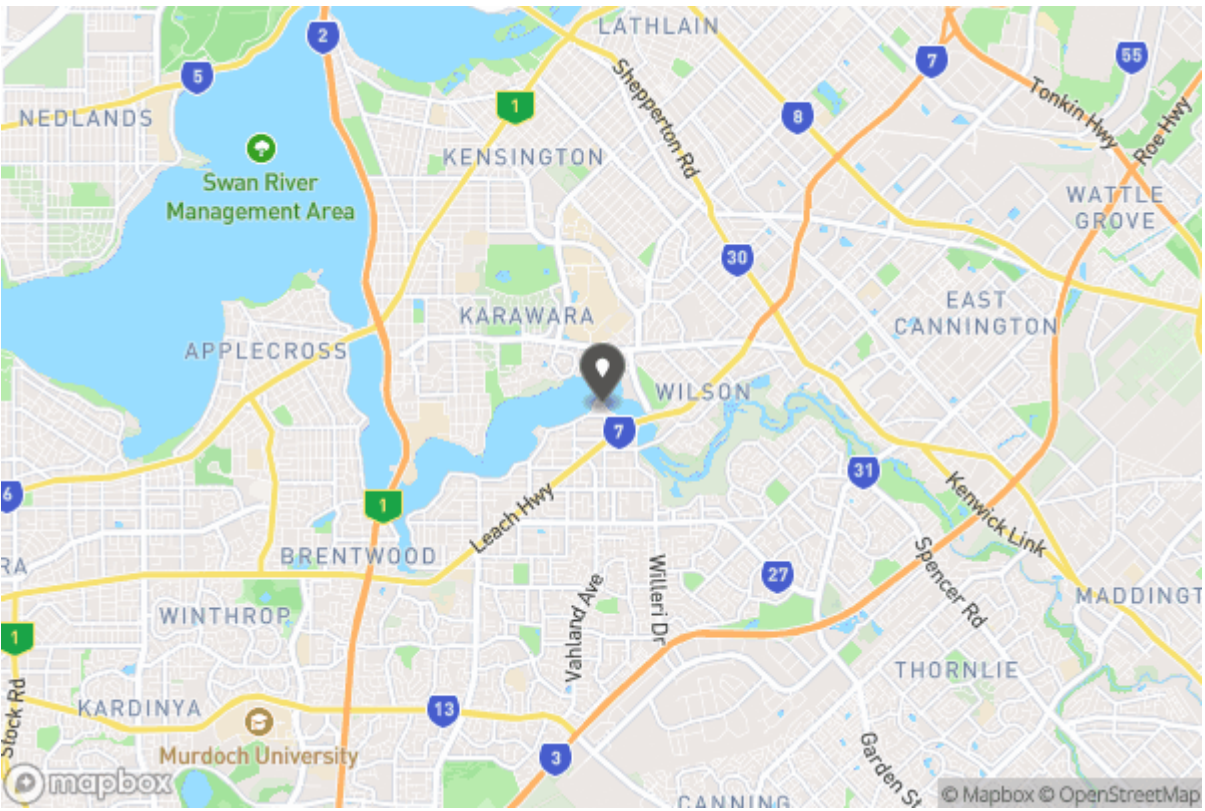 LATHLAIN
2
7
55
5
Tonkin Hwy
Roe Hwy
Shepperton Rd
1
8
NEDLANDS
KENSINGTON
Swan River
Management Area
WATTLE
GROVE
30
EAST
CANNINGTON
KARAWARA
APPLECROSS
WILSON
7
31
6
Kenwick Link
1
Leach Hwy
BRENTWOOD
RA
Spencer Rd
Willeri Dr
27
Vahland Ave
MADDINGT
WINTHROP
1
THORNLIE
KARDINYA
13
Stock Rd
Murdoch University
3
Garden St
mapbox
CANNING
© Mapbox © OpenStreetMap